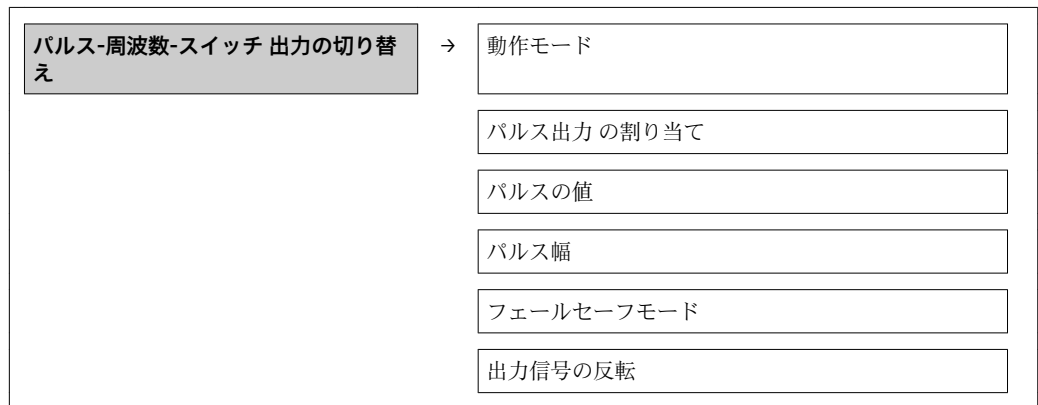 パルス-周波数-スイッチ 出力の切り替
え
→
動作モード
パルス出力 の割り当て
パルスの値
パルス幅
フェールセーフモード
出力信号の反転